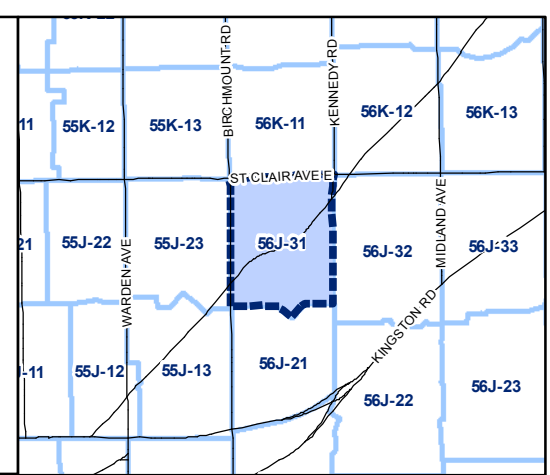 BIRCHMOUNT RD
KENNEDY RD
11
55K-12
55K-13
56K-11
56K-12
56K-13
ST CLAIR AVE E
21
55J-22
55J-23
56J-31
56J-32
56J-33
WARDEN AVE
MIDLAND AVE
KINGSTON RD
J-11
55J-12
55J-13
56J-21
56J-22
56J-23